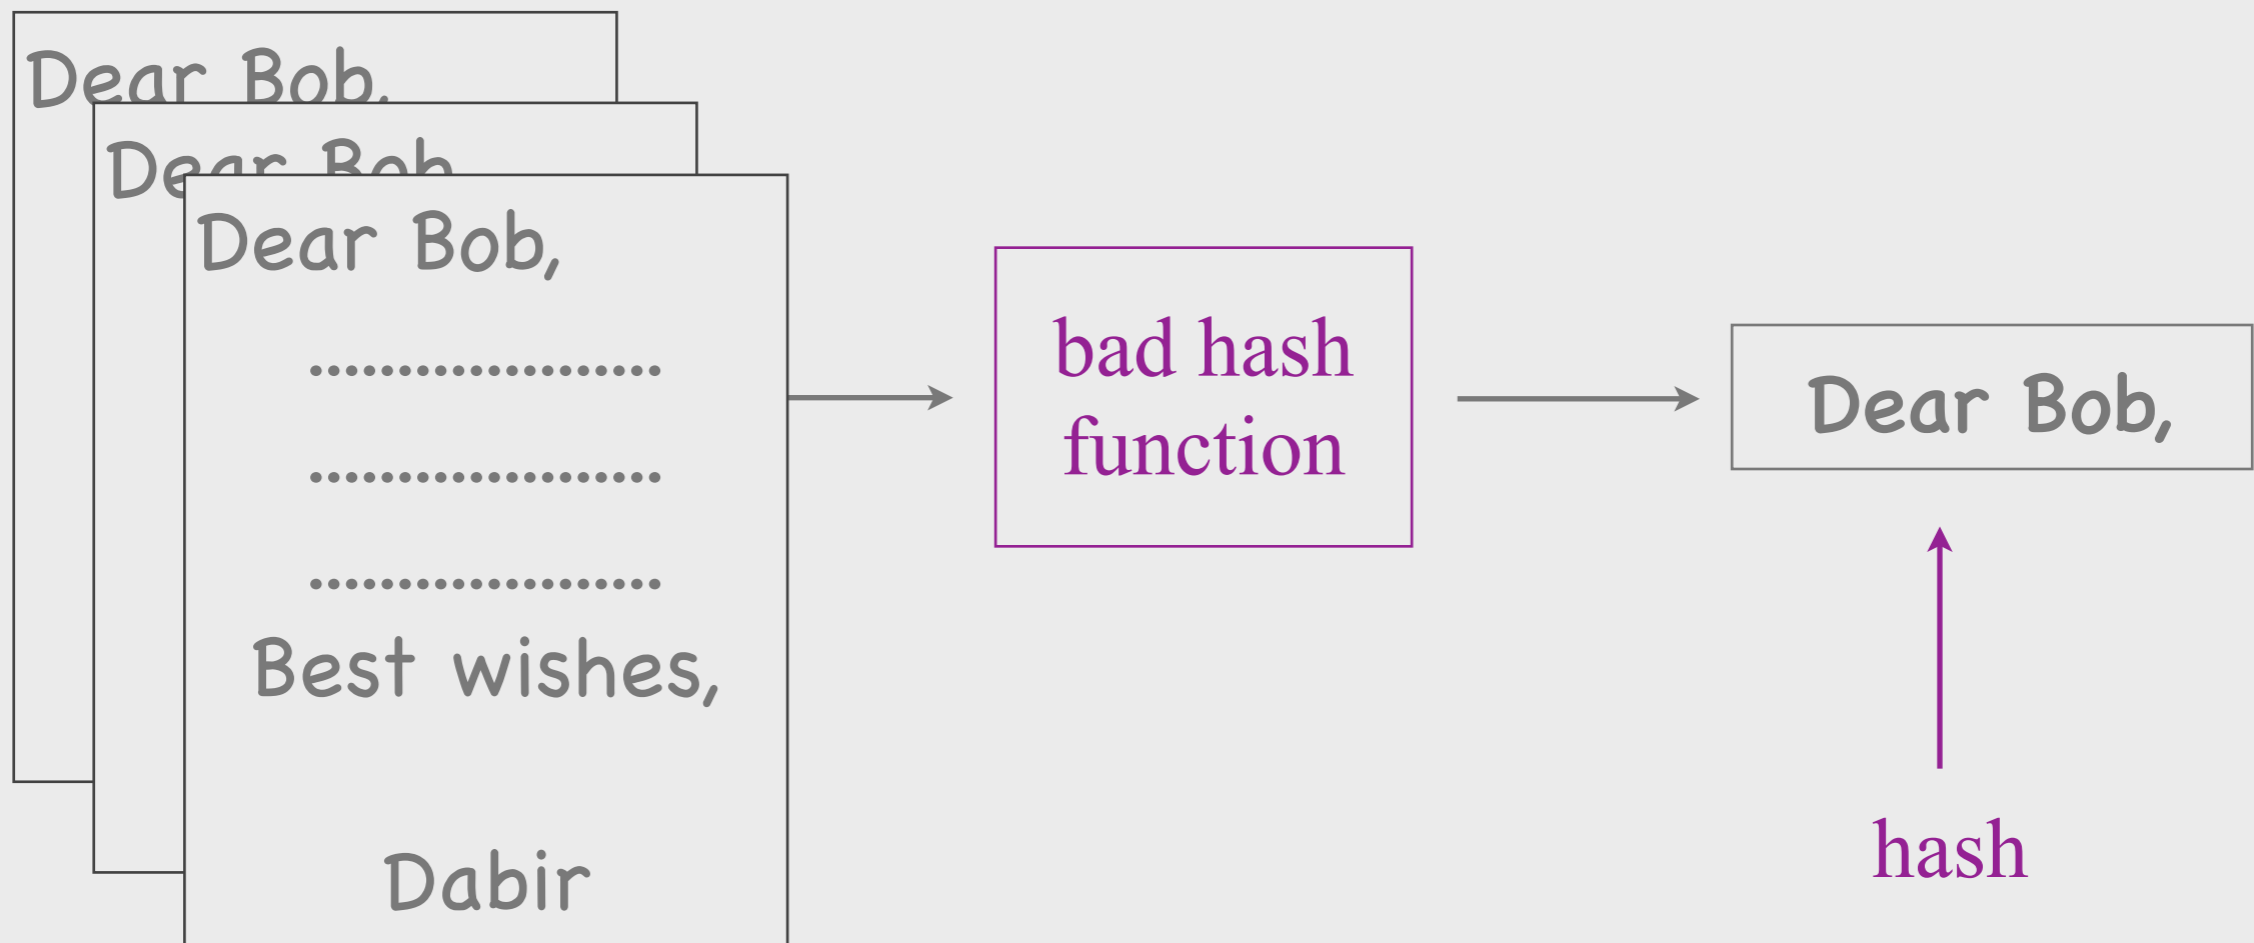 Dear Bob,
Dear Bob
Dear Bob,
...................
...................
...................
Best wishes,
Dabir
bad hash
function
Dear Bob,
hash